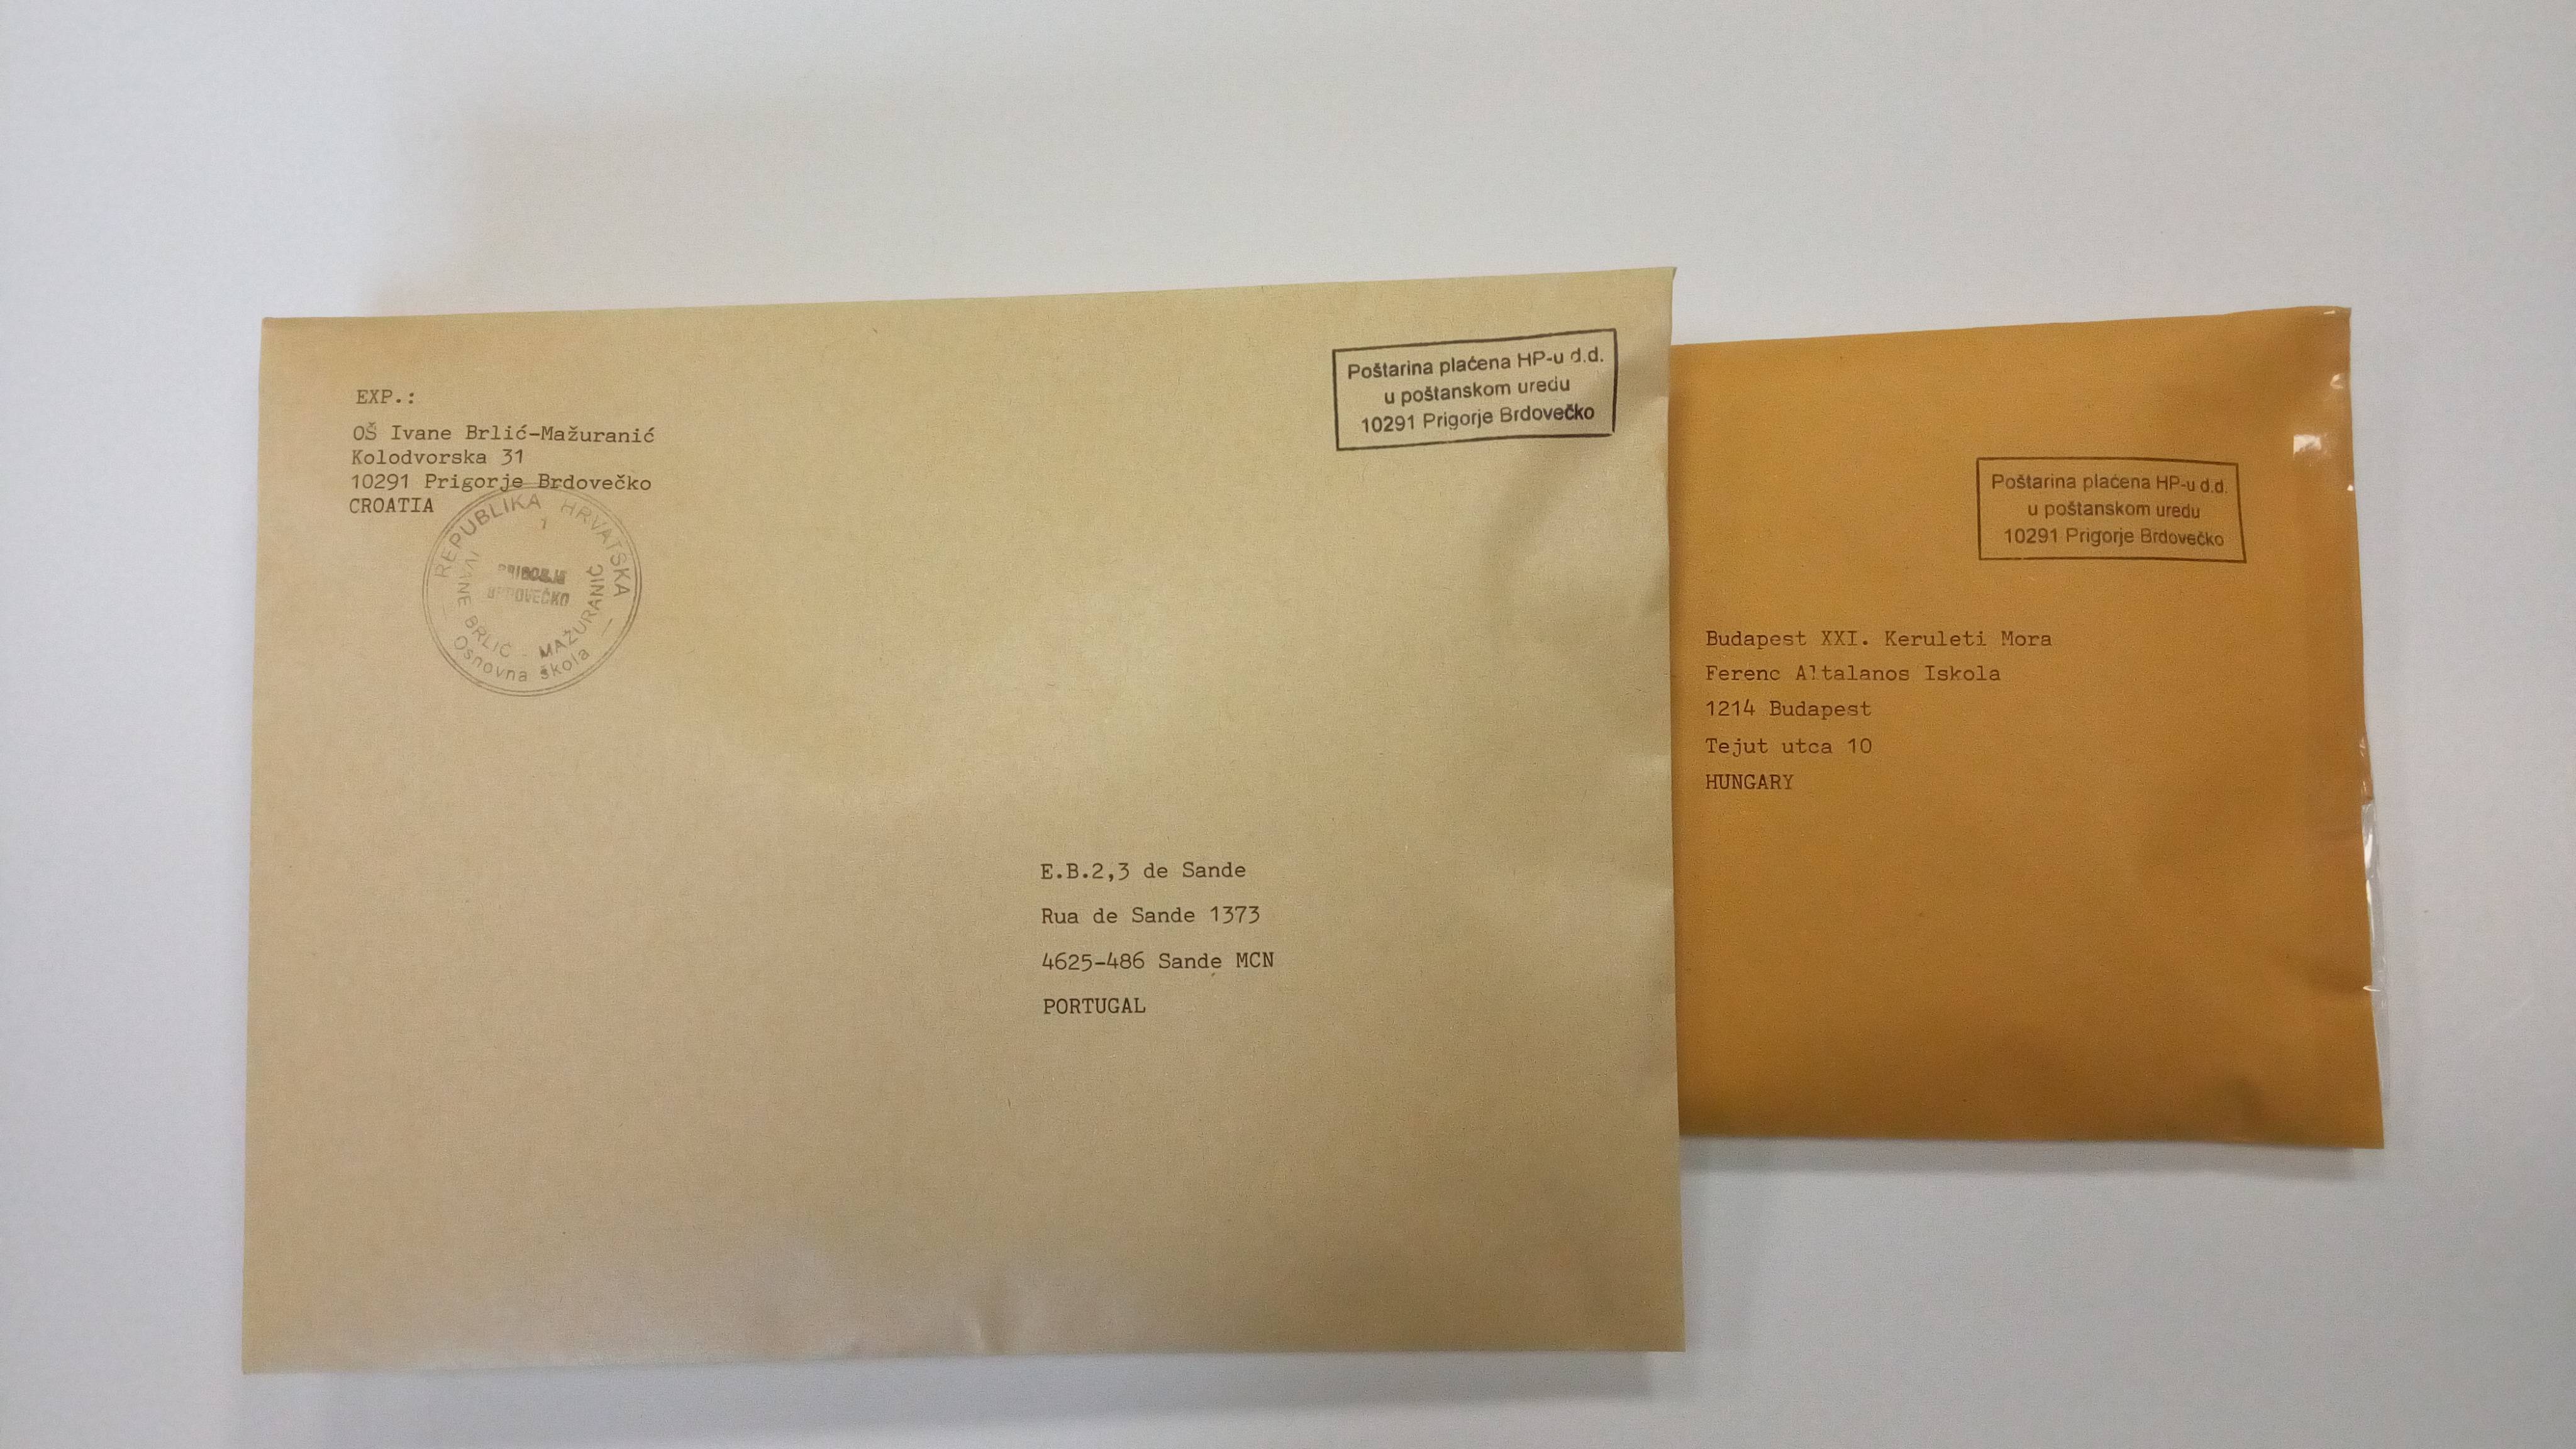 EXP.:
OŠ Ivane Brlić-Mažuranić
Kolodvorska 31
10291 Prigorje Brdovečko
CROATIA
REPUBLIKA HRVATSKA
1
IVANE BRLIĆ - MAŽURANIĆ
PRIGORJE
BRDOVEČKO
Osnovna škola
Poštarina plaćena HP-u d.d.
u poštanskom uredu
10291 Prigorje Brdovečko
E.B.2,3 de Sande
Rua de Sande 1373
4625-486 Sande MCN
PORTUGAL
Poštarina plaćena HP-u d.d.
u poštanskom uredu
10291 Prigorje Brdovečko
Budapest XXI. Keruleti Mora
Ferenc Altalanos Iskola
1214 Budapest
Tejut utca 10
HUNGARY